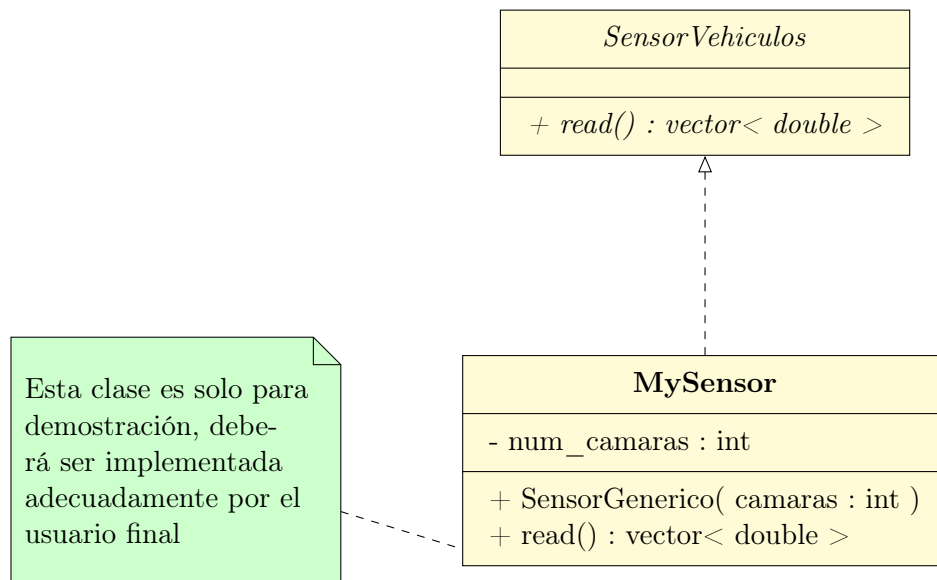 SensorVehiculos
+ read() : vector< double >
Esta clase es solo para
demostración, debe-
rá ser implementada
adecuadamente por el
usuario final
MySensor
- num_camaras : int
+ SensorGenerico( camaras : int )
+ read() : vector< double >